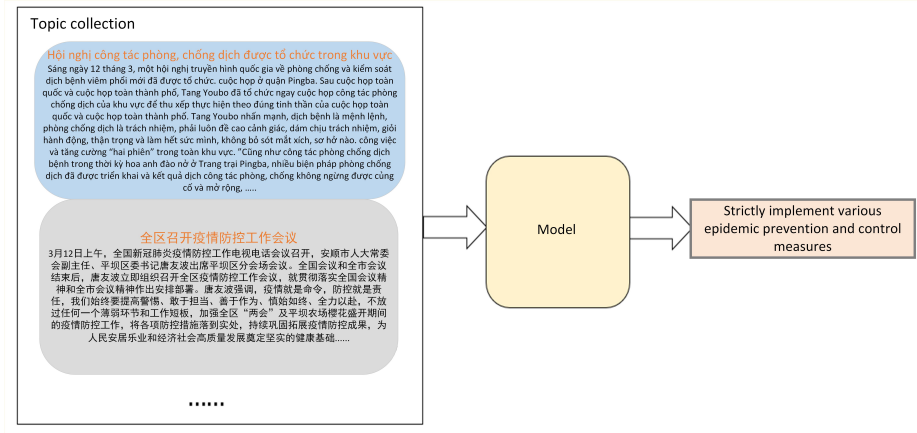 Topic collection
Hội nghị công tác phòng, chống dịch được tổ chức trong khu vực
Sáng ngày 12 tháng 3, một hội nghị truyền hình quốc gia về phòng chống và kiểm soát
dịch bệnh viêm phổi mới đã được tổ chức. cuộc họp ở quận Pingba. Sau cuộc họp toàn
quốc và cuộc họp toàn thành phố, Tang Youbo đã tổ chức ngay cuộc họp công tác phòng
chống dịch của khu vực để thu xếp thực hiện theo đúng tinh thần của cuộc họp toàn
quốc và cuộc họp toàn thành phố. Tang Youbo nhấn mạnh, dịch bệnh là mệnh lệnh,
phòng chống dịch là trách nhiệm, phải luôn đề cao cảnh giác, dám chịu trách nhiệm, giỏi
hành động, thận trọng và làm hết sức mình, không bỏ sót mắt xích, sơ hở nào. công việc
và tăng cường "hai phiên" trong toàn khu vực. "Cũng như công tác phòng chống dịch
bệnh trong thời kỳ hoa anh đào nở ở Trang trại Pingba, nhiều biện pháp phòng chống
dịch đã được triển khai và kết quả dịch công tác phòng, chống không ngừng được củng
cố và mở rộng, .....
全区召开疫情防控工作会议
3月12日上午，全国新冠肺炎疫情防控工作电视电话会议召开，安顺市人大常委
会副主任、平坝区委书记唐友波出席平坝区分会场会议。全国会议和全市会议
结束后，唐友波立即组织召开全区疫情防控工作会议，就贯彻落实全国会议精
神和全市会议精神作出安排部署。唐友波强调，疫情就是命令，防控就是责
任，我们始终要提高警惕、敢于担当、善于作为、慎始如终、全力以赴，不放
过任何一个薄弱环节和工作短板，加强全区“两会”及平坝农场樱花盛开期间
的疫情防控工作，将各项防控措施落到实处，持续巩固拓展疫情防控成果，为
人民安居乐业和经济社会高质量发展奠定坚实的健康基础......
......
Model
Strictly implement various
epidemic prevention and control
measures